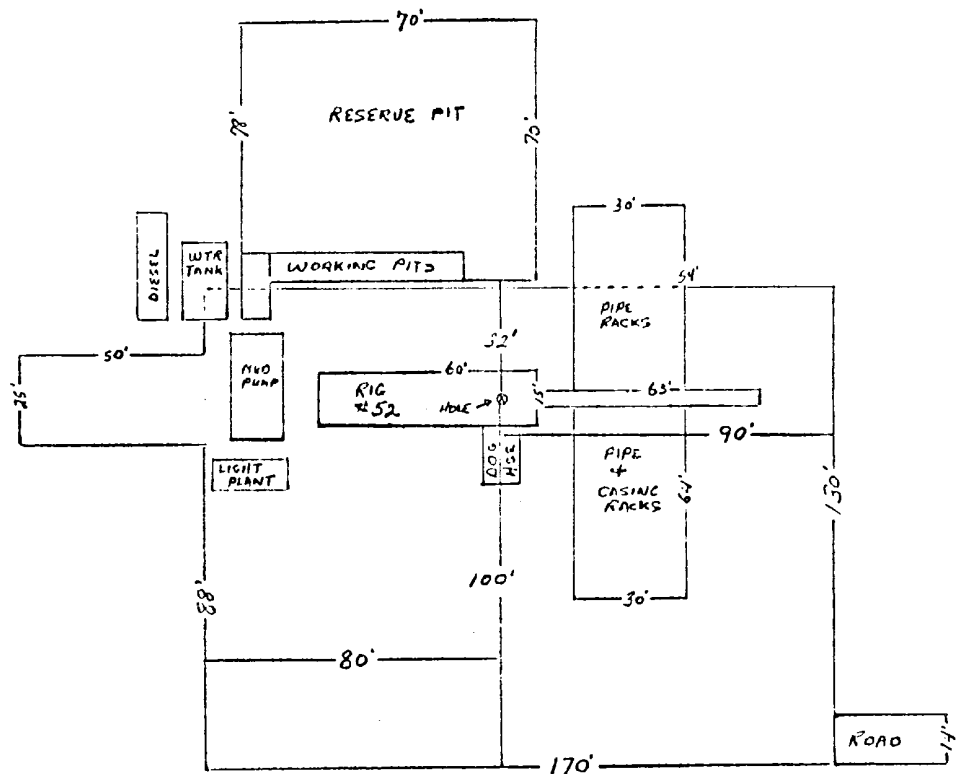 70'
78'
RESERVE PIT
70'
30'
DIESEL
WTR
TANK
WORKING PITS
54'
PIPE
RACKS
50'
32'
25'
MUD
PUMP
60'
RIG
#52
HOLE
15'
63'
90'
DOG
HSE
LIGHT
PLANT
PIPE
+
CASING
RACKS
64'
130'
100'
88'
30'
80'
ROAD
14'
170'